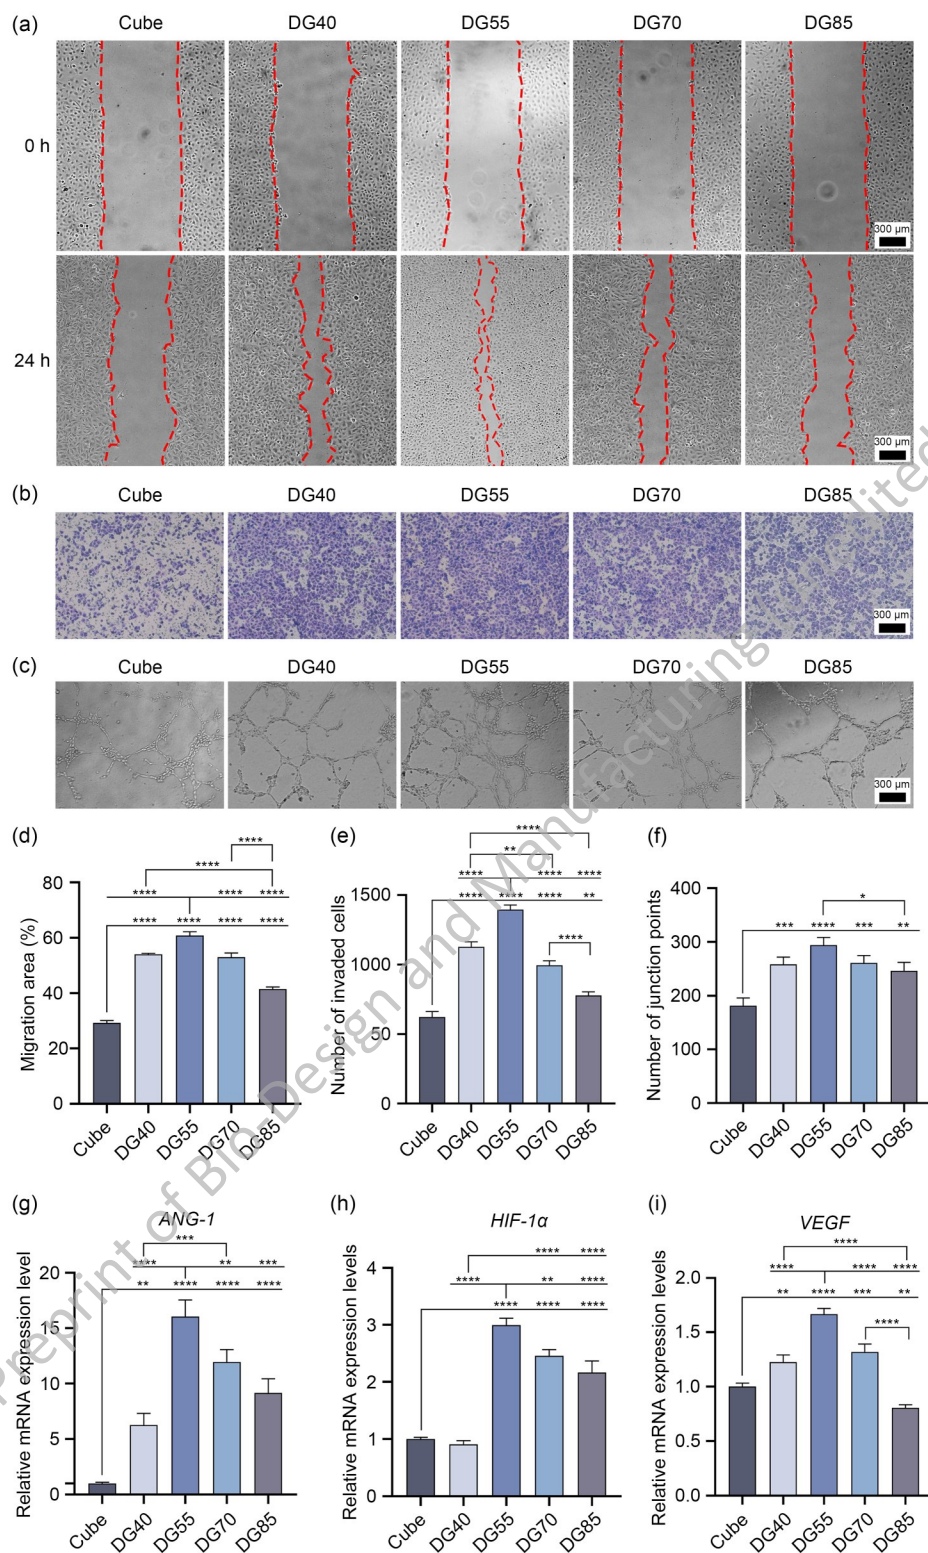 (a) Cube DG40 DG55 DG70 DG85
0 h
300 µm
24 h
300 µm
(b) Cube DG40 DG55 DG70 DG85
300 µm
(c) Cube DG40 DG55 DG70 DG85
300 µm
(d)
Migration area (%)
80
60
40
20
0
**** **** **** ****
**** **** ****
****
****
Cube DG40 DG55 DG70 DG85
(e)
Number of invaded cells
1500
1000
500
0
****
**
**** **** ****
**** **** **** **
****
Cube DG40 DG55 DG70 DG85
(f)
Number of junction points
400
300
200
100
0
*
*** **** *** **
Cube DG40 DG55 DG70 DG85
(g) ANG-1
Relative mRNA expression level
20
15
10
5
0
***
**** ** ***
** **** **** ****
Cube DG40 DG55 DG70 DG85
(h) HIF-1α
Relative mRNA expression levels
4
3
2
1
0
**** ****
**** ** ****
**** **** ****
Cube DG40 DG55 DG70 DG85
(i) VEGF
Relative mRNA expression levels
2.0
1.5
1.0
0.5
0.0
****
**** **** ****
** **** *** **
****
Cube DG40 DG55 DG70 DG85
Preprint of Bio-Design and Manufacturing